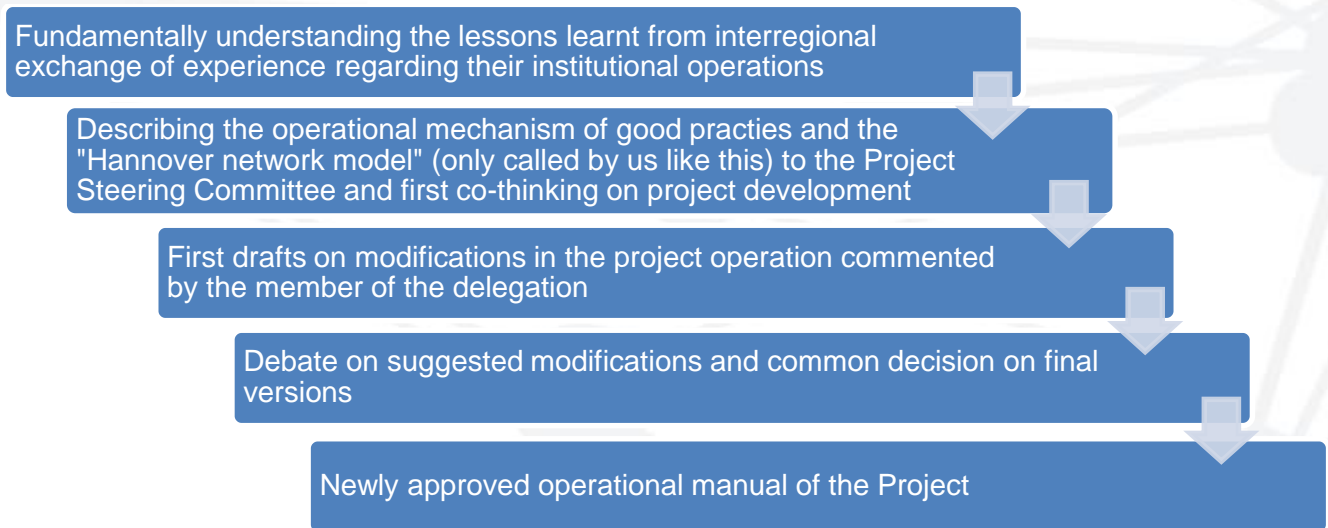 Fundamentally understanding the lessons learnt from interregional
exchange of experience regarding their institutional operations
Describing the operational mechanism of good practies and the
"Hannover network model" (only called by us like this) to the Project
Steering Committee and first co-thinking on project development
First drafts on modifications in the project operation commented
by the member of the delegation
Debate on suggested modifications and common decision on final
versions
Newly approved operational manual of the Project